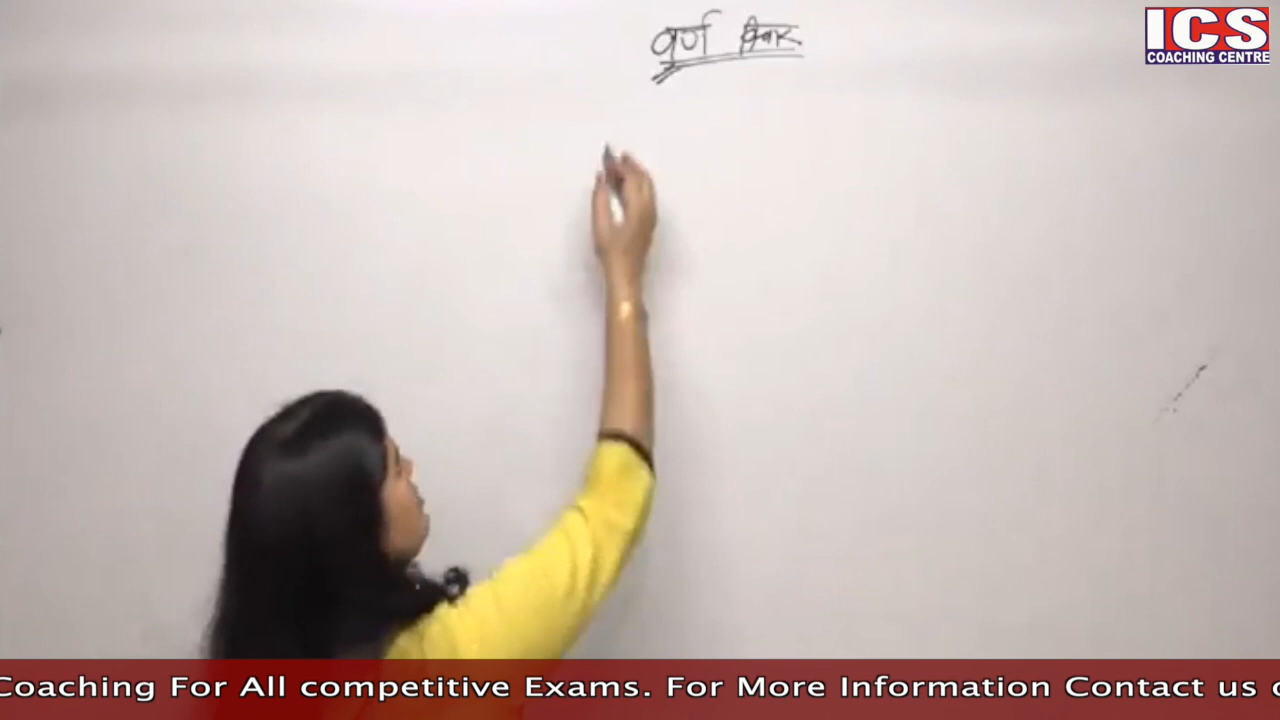 वर्ण विचार
ICS
COACHING CENTRE
Coaching For All competitive Exams. For More Information Contact us